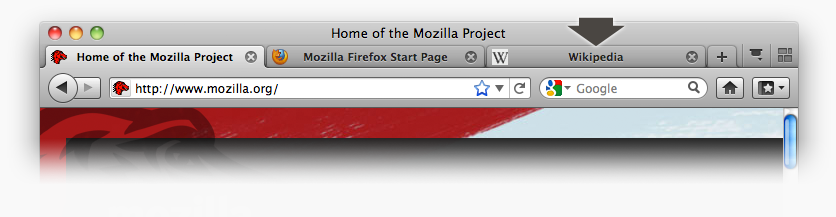 Home of the Mozilla Project
Home of the Mozilla Project Mozilla Firefox Start Page W Wikipedia
http://www.mozilla.org/ Google